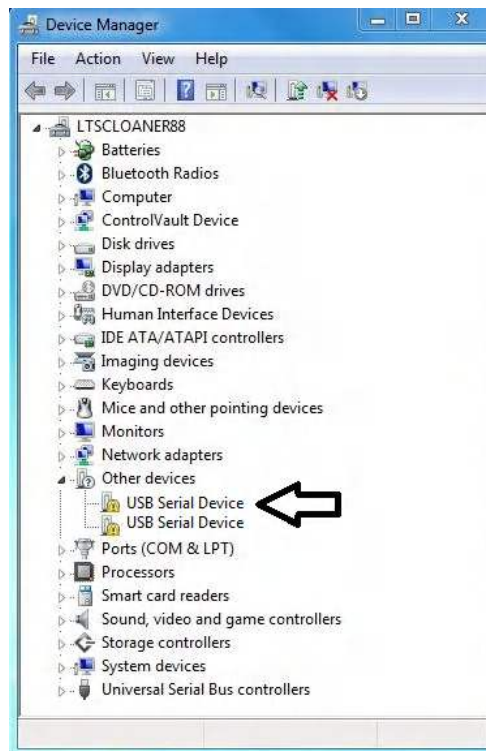 Device Manager
File Action View Help
LTSCLOANER88
Batteries
Bluetooth Radios
Computer
ControlVault Device
Disk drives
Display adapters
DVD/CD-ROM drives
Human Interface Devices
IDE ATA/ATAPI controllers
Imaging devices
Keyboards
Mice and other pointing devices
Monitors
Network adapters
Other devices
USB Serial Device
USB Serial Device
Ports (COM & LPT)
Processors
Smart card readers
Sound, video and game controllers
Storage controllers
System devices
Universal Serial Bus controllers